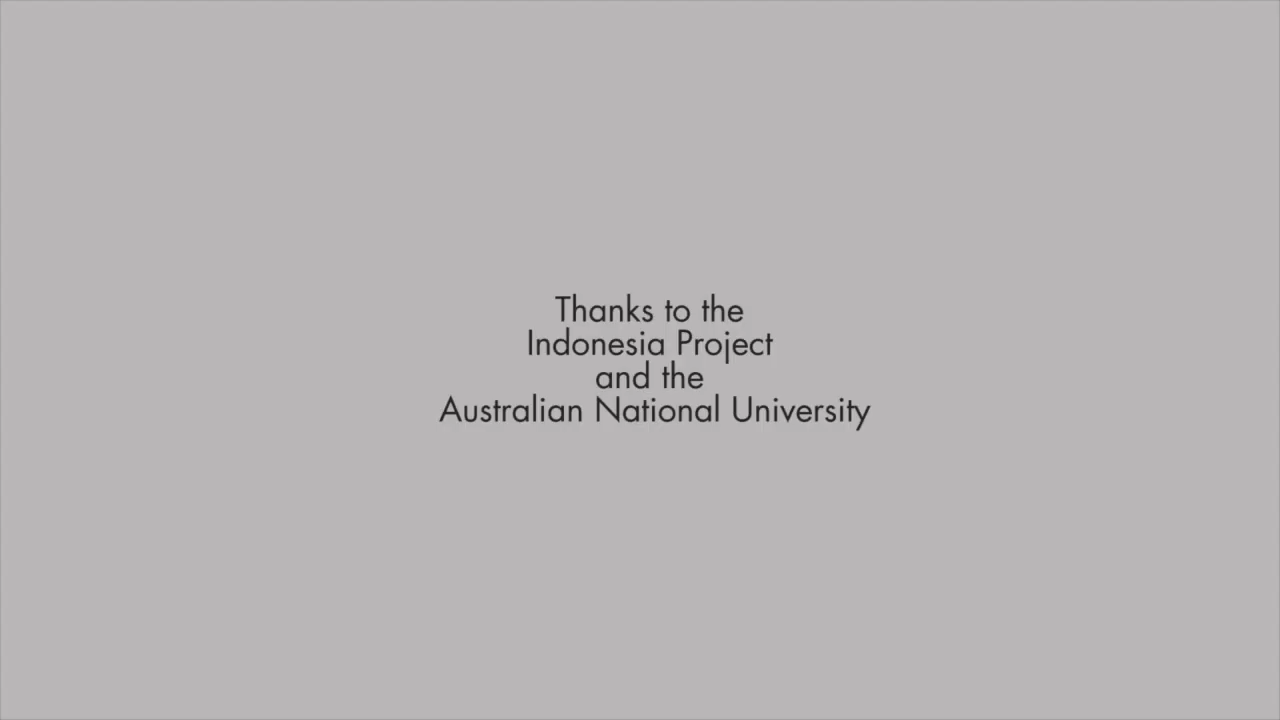 Thanks to the
Indonesia Project
and the
Australian National University